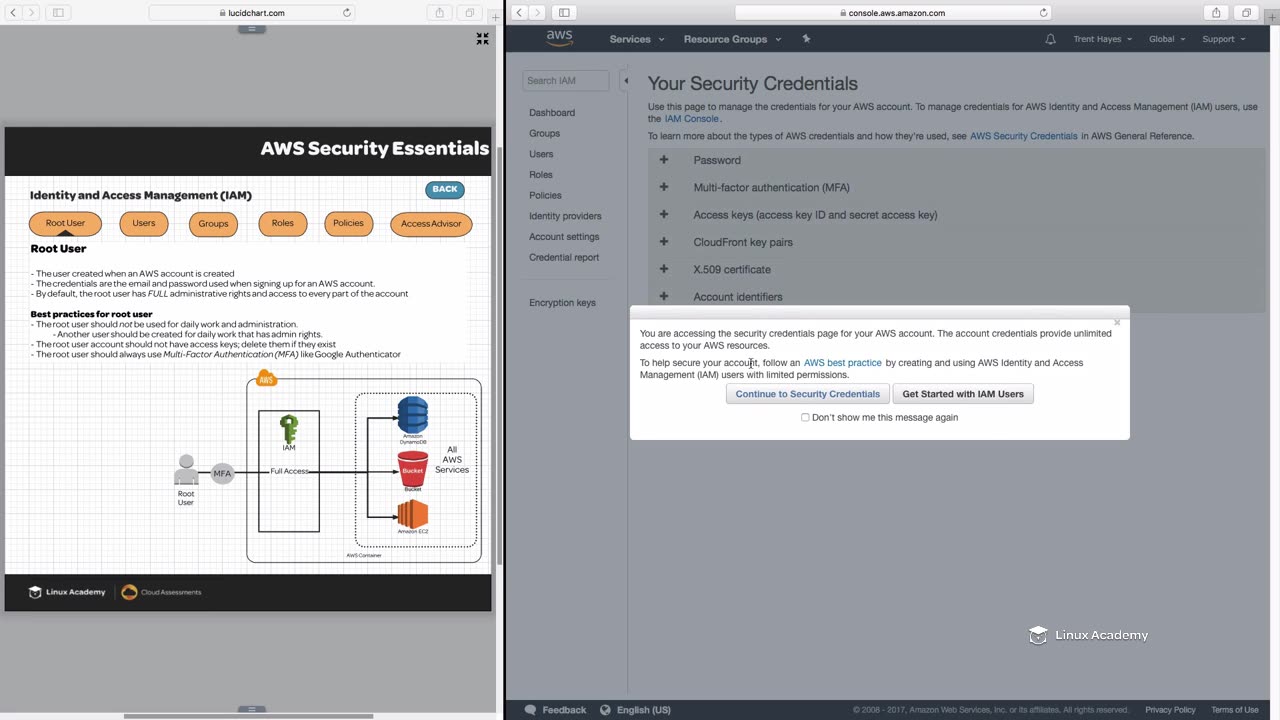 lucidchart.com
AWS Security Essentials
Identity and Access Management (IAM)
BACK
Root User
Users
Groups
Roles
Policies
Access Advisor
Root User
- The user created when an AWS account is created
- The credentials are the email and password used when signing up for an AWS account.
- By default, the root user has FULL administrative rights and access to every part of the account
Best practices for root user
- The root user should not be used for daily work and administration.
- Another user should be created for daily work that has admin rights.
- The root user account should not have access keys; delete them if they exist
- The root user should always use Multi-Factor Authentication (MFA) like Google Authenticator
AWS
IAM
Amazon
DynamoDB
All
AWS
Services
MFA
Full Access
Bucket
Bucket
Root
User
Amazon EC2
AWS Container
Linux Academy
Cloud Assessments
console.aws.amazon.com
aws
Services
Resource Groups
Trent Hayes
Global
Support
Search IAM
Dashboard
Groups
Users
Roles
Policies
Identity providers
Account settings
Credential report
Encryption keys
Your Security Credentials
Use this page to manage the credentials for your AWS account. To manage credentials for AWS Identity and Access Management (IAM) users, use
the IAM Console.
To learn more about the types of AWS credentials and how they're used, see AWS Security Credentials in AWS General Reference.
Password
Multi-factor authentication (MFA)
Access keys (access key ID and secret access key)
CloudFront key pairs
X.509 certificate
Account identifiers
You are accessing the security credentials page for your AWS account. The account credentials provide unlimited
access to your AWS resources.
To help secure your account, follow an AWS best practice by creating and using AWS Identity and Access
Management (IAM) users with limited permissions.
Continue to Security Credentials
Get Started with IAM Users
Don't show me this message again
Linux Academy
Feedback
English (US)
© 2008 - 2017, Amazon Web Services, Inc. or its affiliates. All rights reserved.
Privacy Policy
Terms of Use